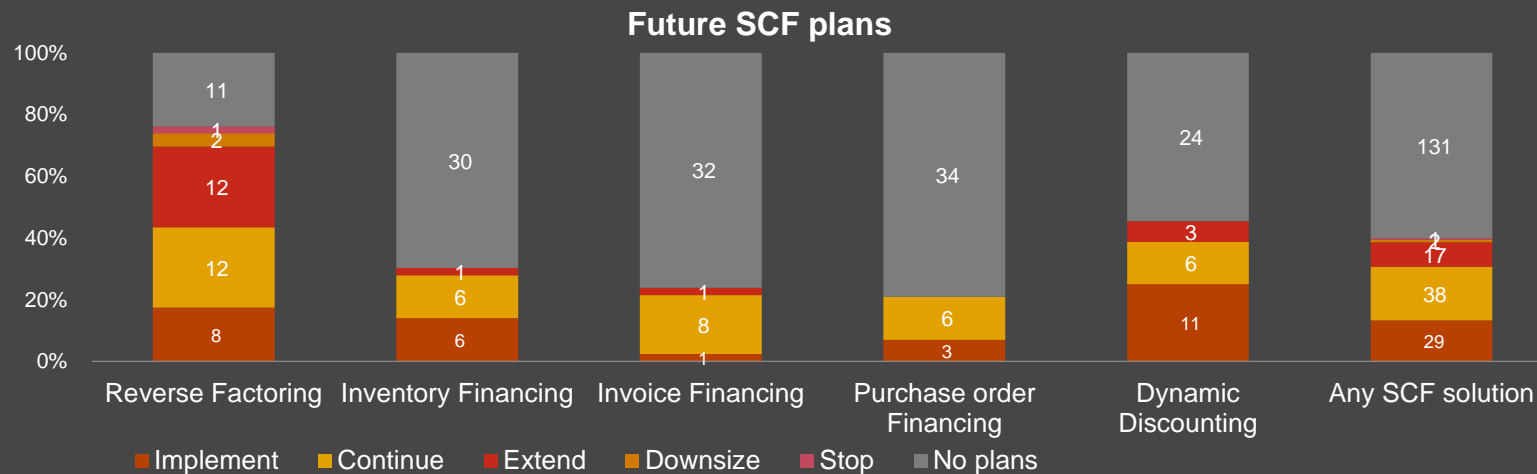 Future SCF plans
100%
80%
60%
40%
20%
0%
11
1
2
12
12
8
30
1
6
6
32
1
8
1
34
6
3
24
3
6
11
131
1
2
17
38
29
Reverse Factoring
Inventory Financing
Invoice Financing
Purchase order
Financing
Dynamic
Discounting
Any SCF solution
Implement
Continue
Extend
Downsize
Stop
No plans